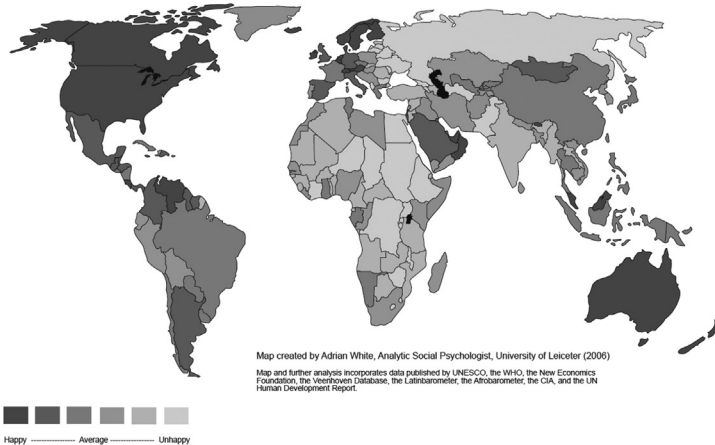 Map created by Adrian White, Analytic Social Psychologist, University of Leiceter (2006)
Map and further analysis incorporates data published by UNESCO, the WHO, the New Economics
Foundation, the Veenhoven Database, the Latinbarometer, the Afrobarometer, the CIA, and the UN
Human Development Report.
Happy ----------------- Average ----------------- Unhappy